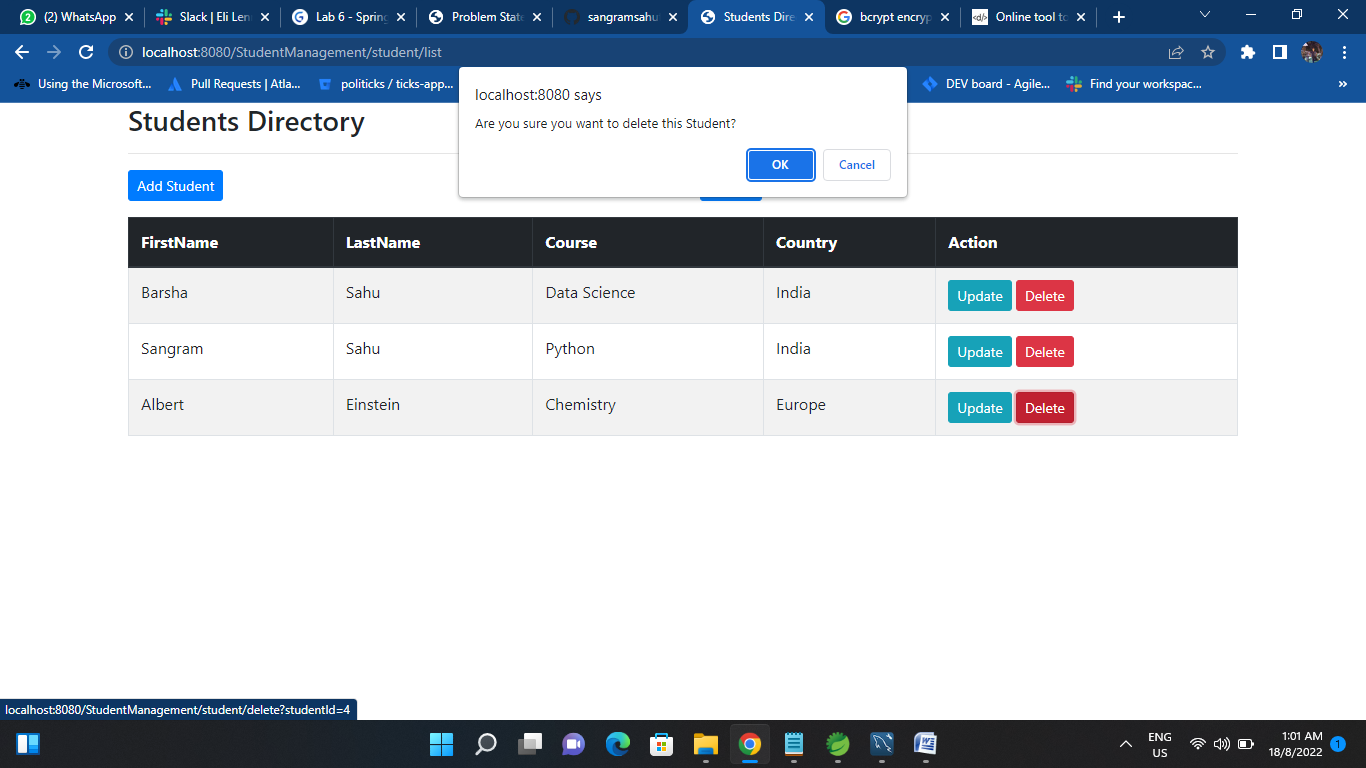 (2) WhatsApp
Slack | Eli Len
Lab 6 - Spring
Problem State
sangramsahu
Students Dire
bcrypt encryp
Online tool to
localhost:8080/StudentManagement/student/list
Using the Microsoft...
Pull Requests | Atla...
politicks / ticks-app...
DEV board - Agile...
Find your workspac...
»
localhost:8080 says
Are you sure you want to delete this Student?
OK
Cancel
Students Directory
Add Student
FirstName LastName Course Country Action
Barsha Sahu Data Science India Update Delete
Sangram Sahu Python India Update Delete
Albert Einstein Chemistry Europe Update Delete
localhost:8080/StudentManagement/student/delete?studentId=4
ENG
US
1:01 AM
18/8/2022
1